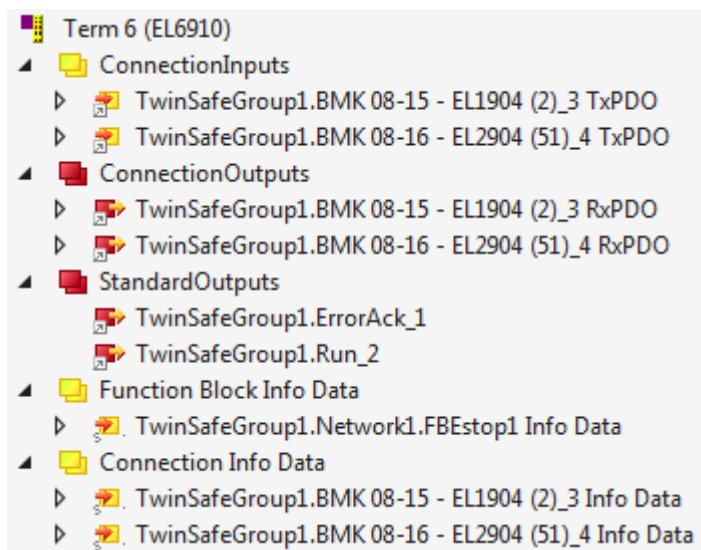 Term 6 (EL6910)
ConnectionInputs
TwinSafeGroup1.BMK 08-15 - EL1904 (2)_3 TxPDO
TwinSafeGroup1.BMK 08-16 - EL2904 (51)_4 TxPDO
ConnectionOutputs
TwinSafeGroup1.BMK 08-15 - EL1904 (2)_3 RxPDO
TwinSafeGroup1.BMK 08-16 - EL2904 (51)_4 RxPDO
StandardOutputs
TwinSafeGroup1.ErrorAck_1
TwinSafeGroup1.Run_2
Function Block Info Data
TwinSafeGroup1.Network1.FBEstop1 Info Data
Connection Info Data
TwinSafeGroup1.BMK 08-15 - EL1904 (2)_3 Info Data
TwinSafeGroup1.BMK 08-16 - EL2904 (51)_4 Info Data